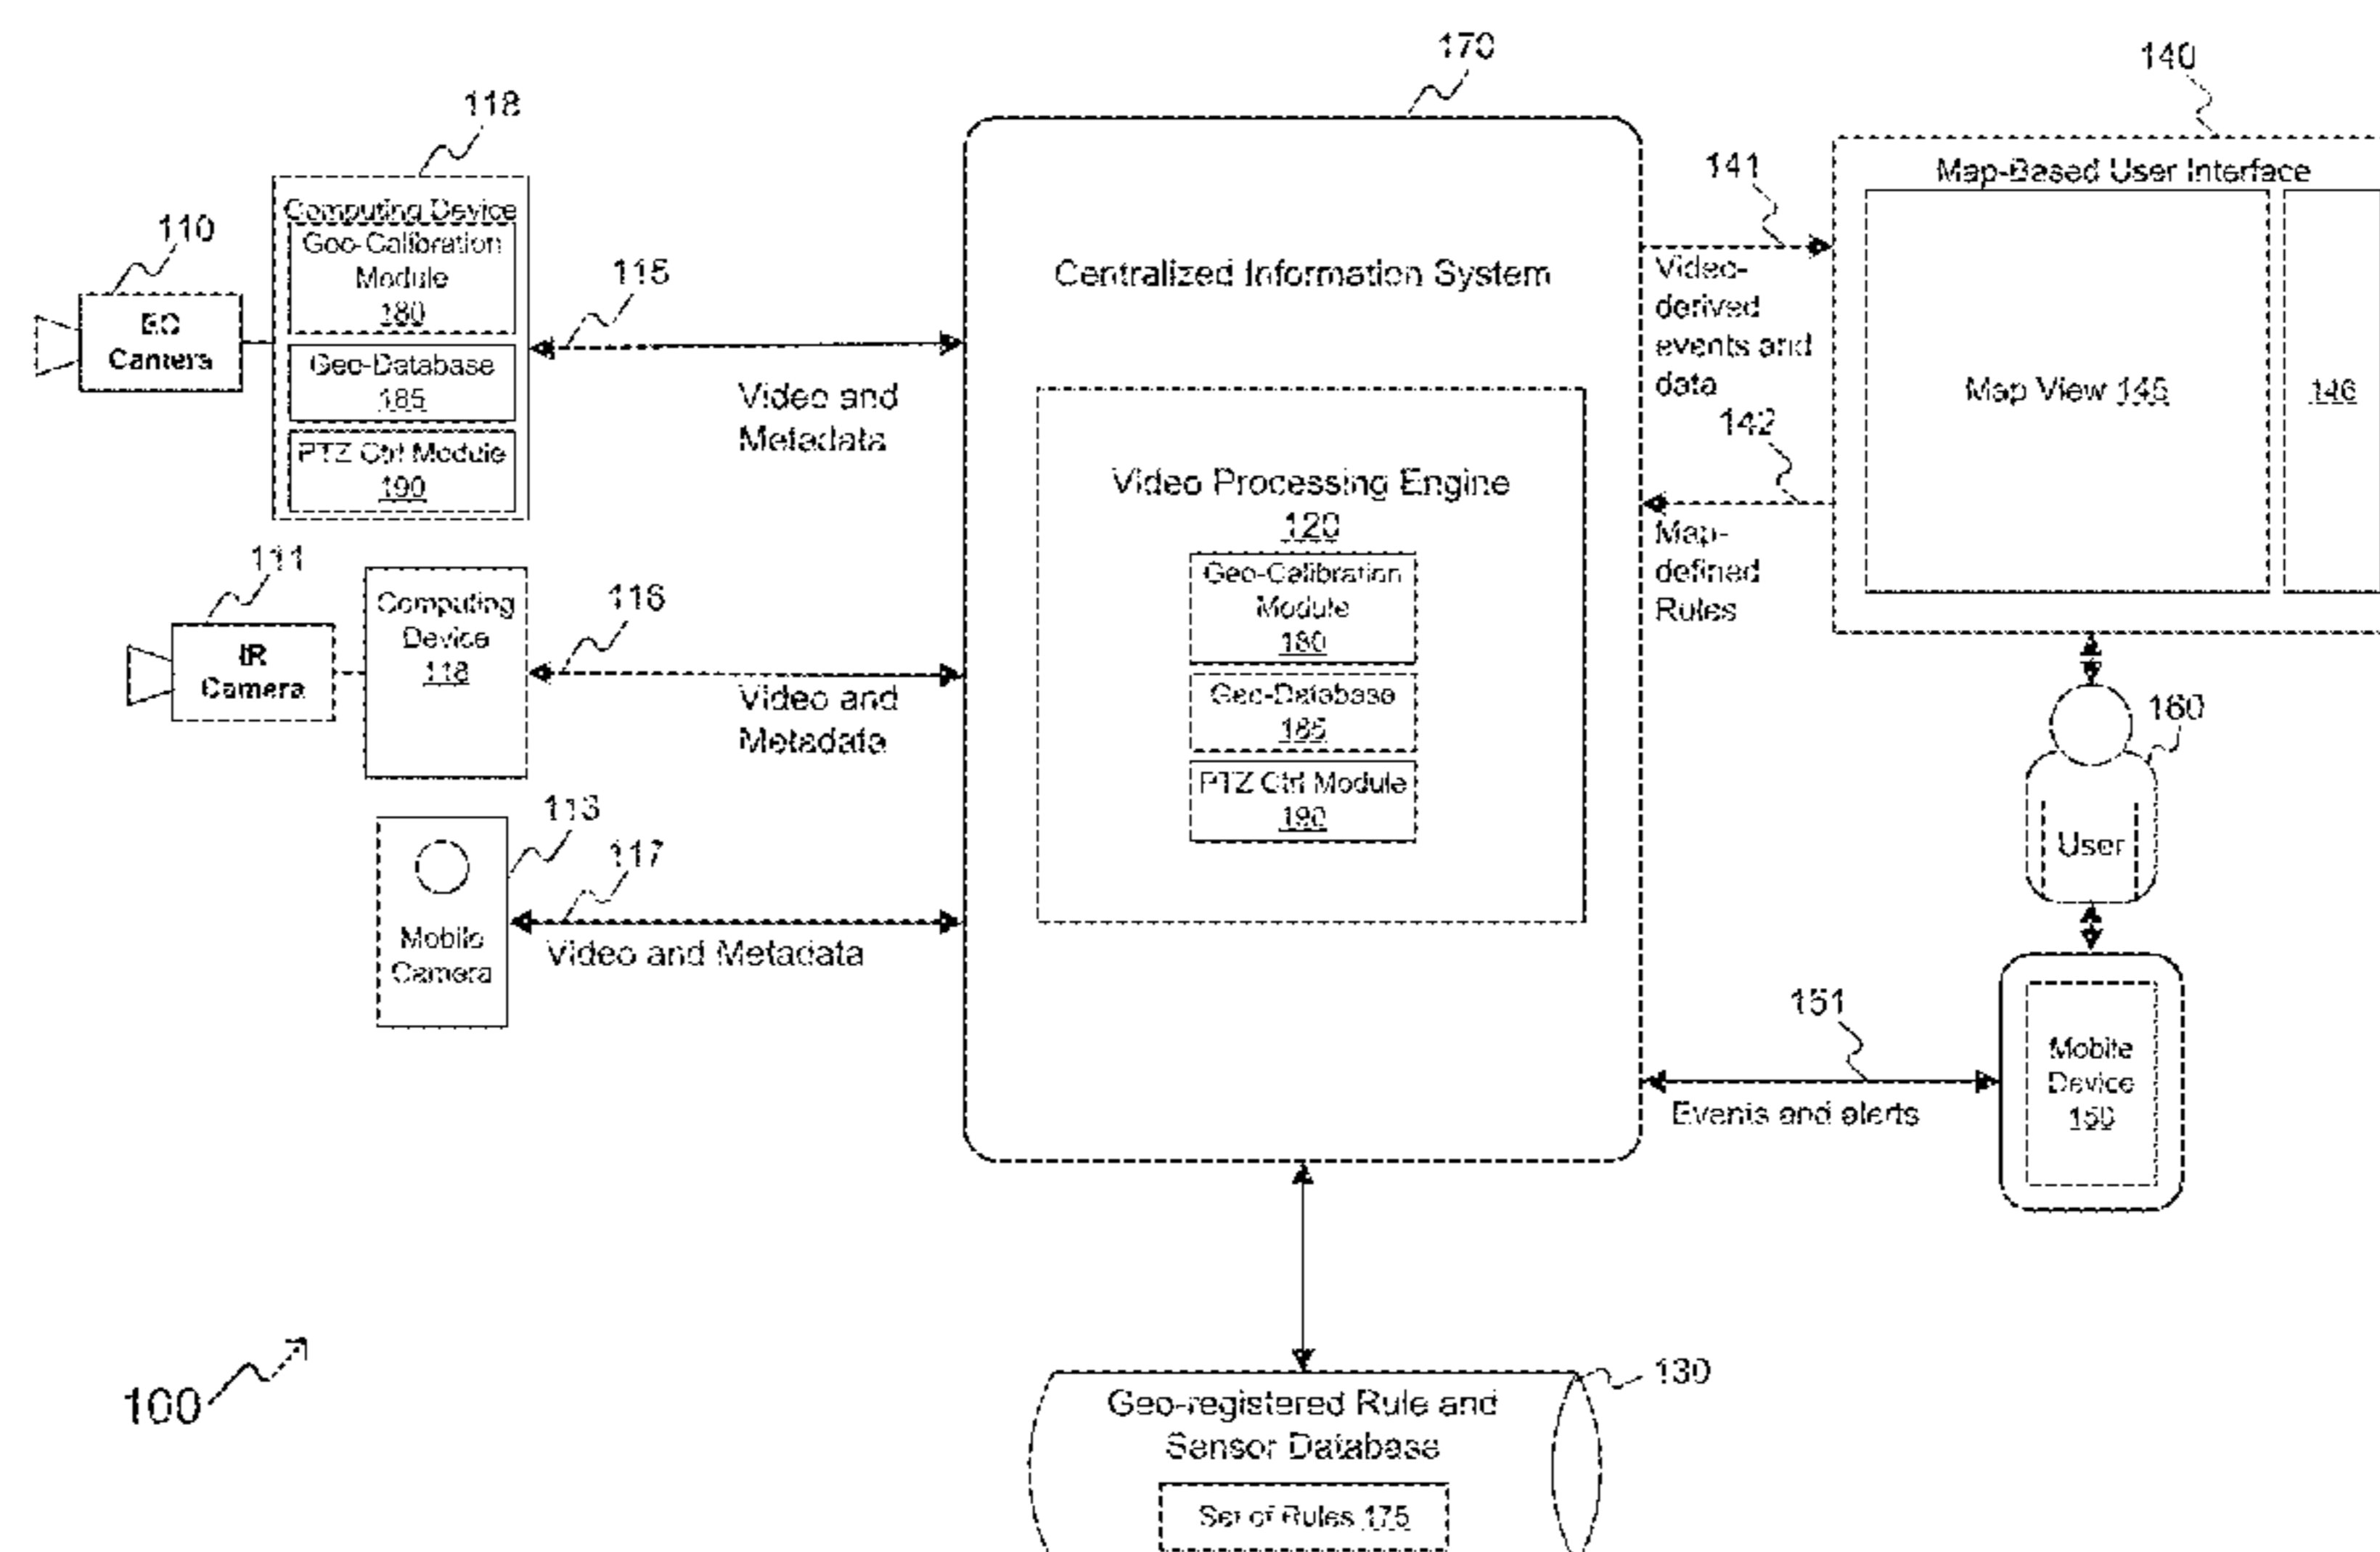 170
140
118
141
Map-Based User Interface
110
Computing Device
Geo-Calibration
Module
180
115
Centralized Information System
Video-
derived
events and
data
EO
Camera
Geo-Database
185
Video and
Metadata
Map View 145
146
142
PTZ Ctrl Module
190
Video Processing Engine
120
Map-
defined
Rules
111
Computing
Device
118
116
Geo-Calibration
Module
180
IR
Camera
Video and
Metadata
Geo-Database
185
160
PTZ Ctrl Module
190
113
117
User
Mobile
Camera
Video and Metadata
151
Mobile
Device
150
Events and alerts
100
130
Geo-registered Rule and
Sensor Database
Set of Rules 175